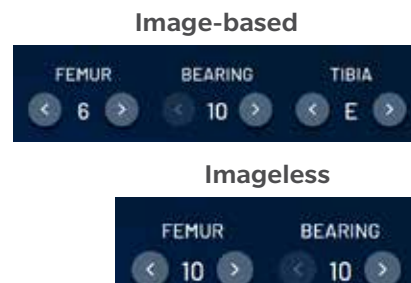 Image-based
FEMUR BEARING TIBIA
< 6 > < 10 > < E >
Imageless
FEMUR BEARING
< 10 > < 10 >